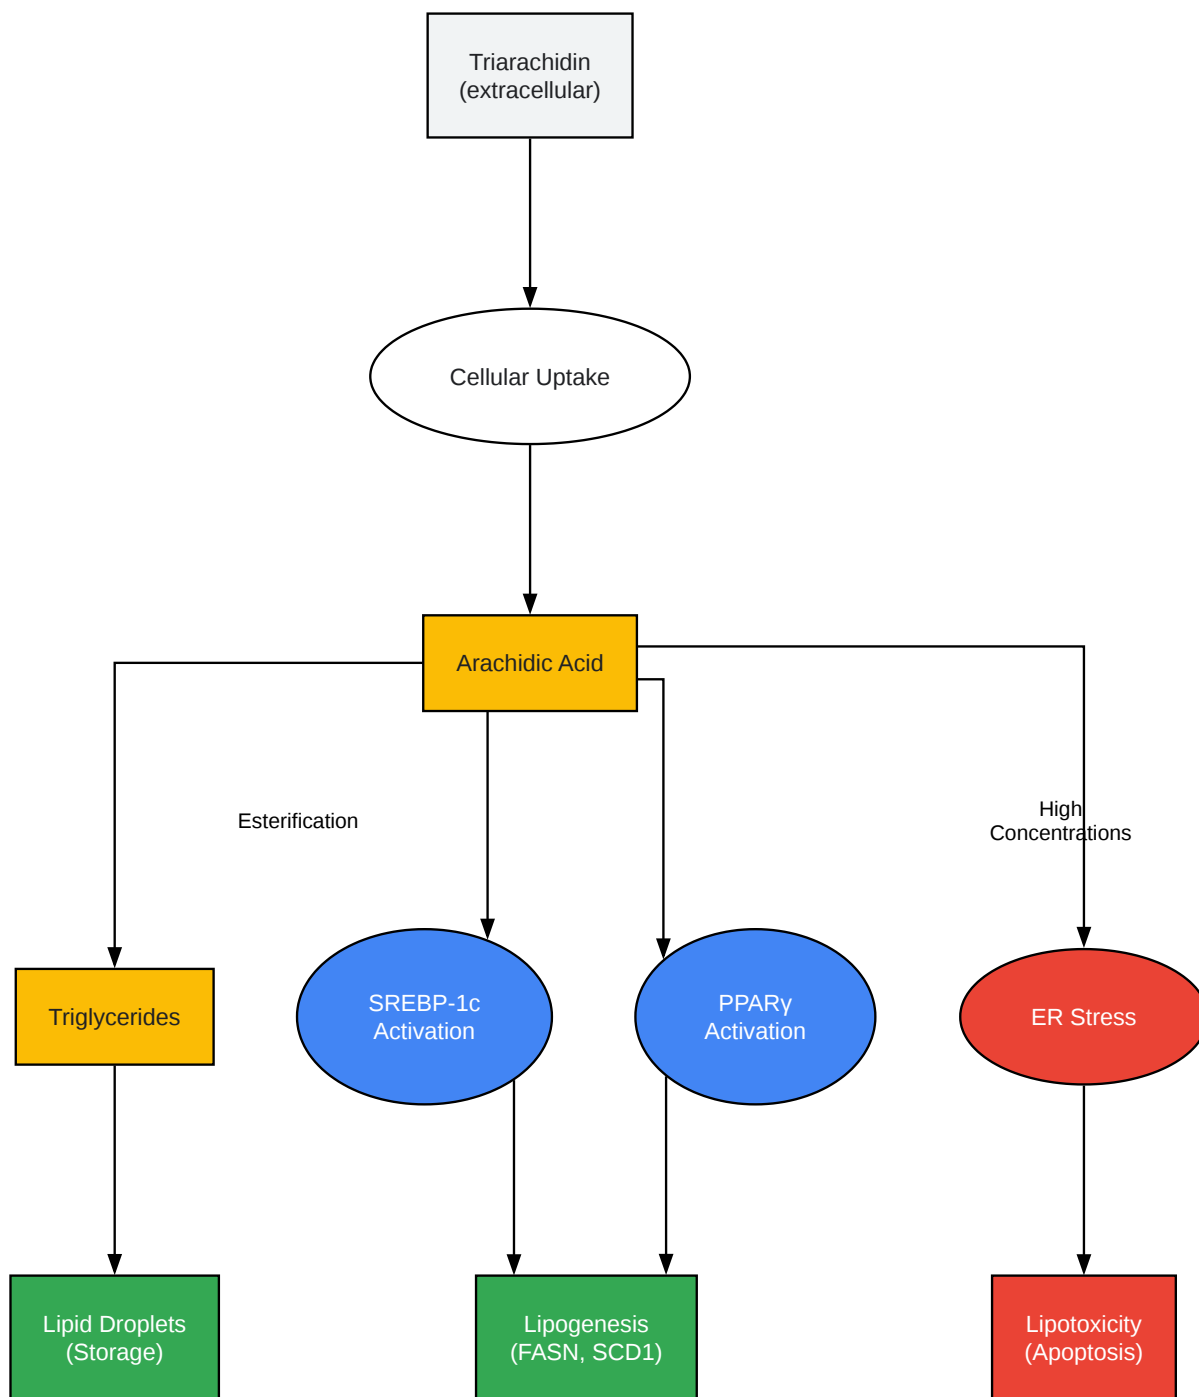 Triarachidin
(extracellular)
Cellular Uptake
Arachidic Acid
Esterification
High
Concentrations
Triglycerides
SREBP-1c
Activation
PPARγ
Activation
ER Stress
Lipid Droplets
(Storage)
Lipogenesis
(FASN, SCD1)
Lipotoxicity
(Apoptosis)